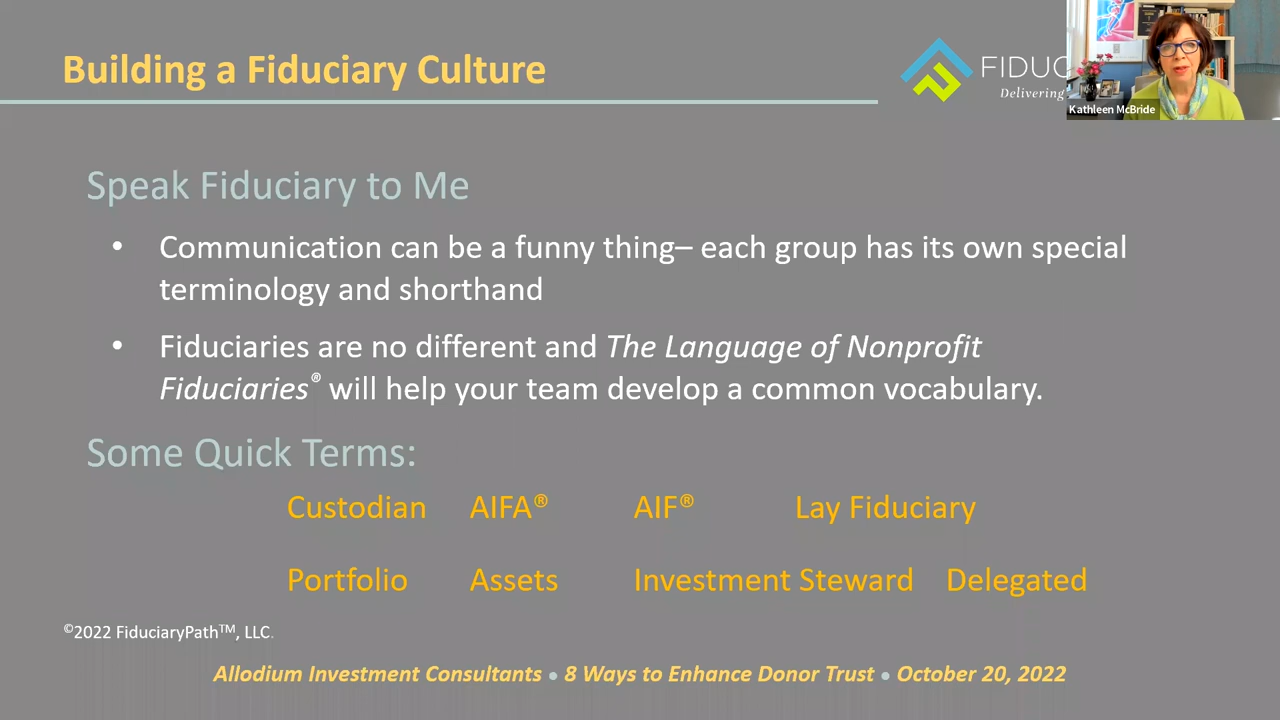 Building a Fiduciary Culture
FIDUC
Delivering
Kathleen McBride
Speak Fiduciary to Me
• Communication can be a funny thing– each group has its own special
terminology and shorthand
• Fiduciaries are no different and The Language of Nonprofit
Fiduciaries® will help your team develop a common vocabulary.
Some Quick Terms:
Custodian AIFA® AIF® Lay Fiduciary
Portfolio Assets Investment Steward Delegated
©2022 FiduciaryPath™, LLC.
Allodium Investment Consultants • 8 Ways to Enhance Donor Trust • October 20, 2022